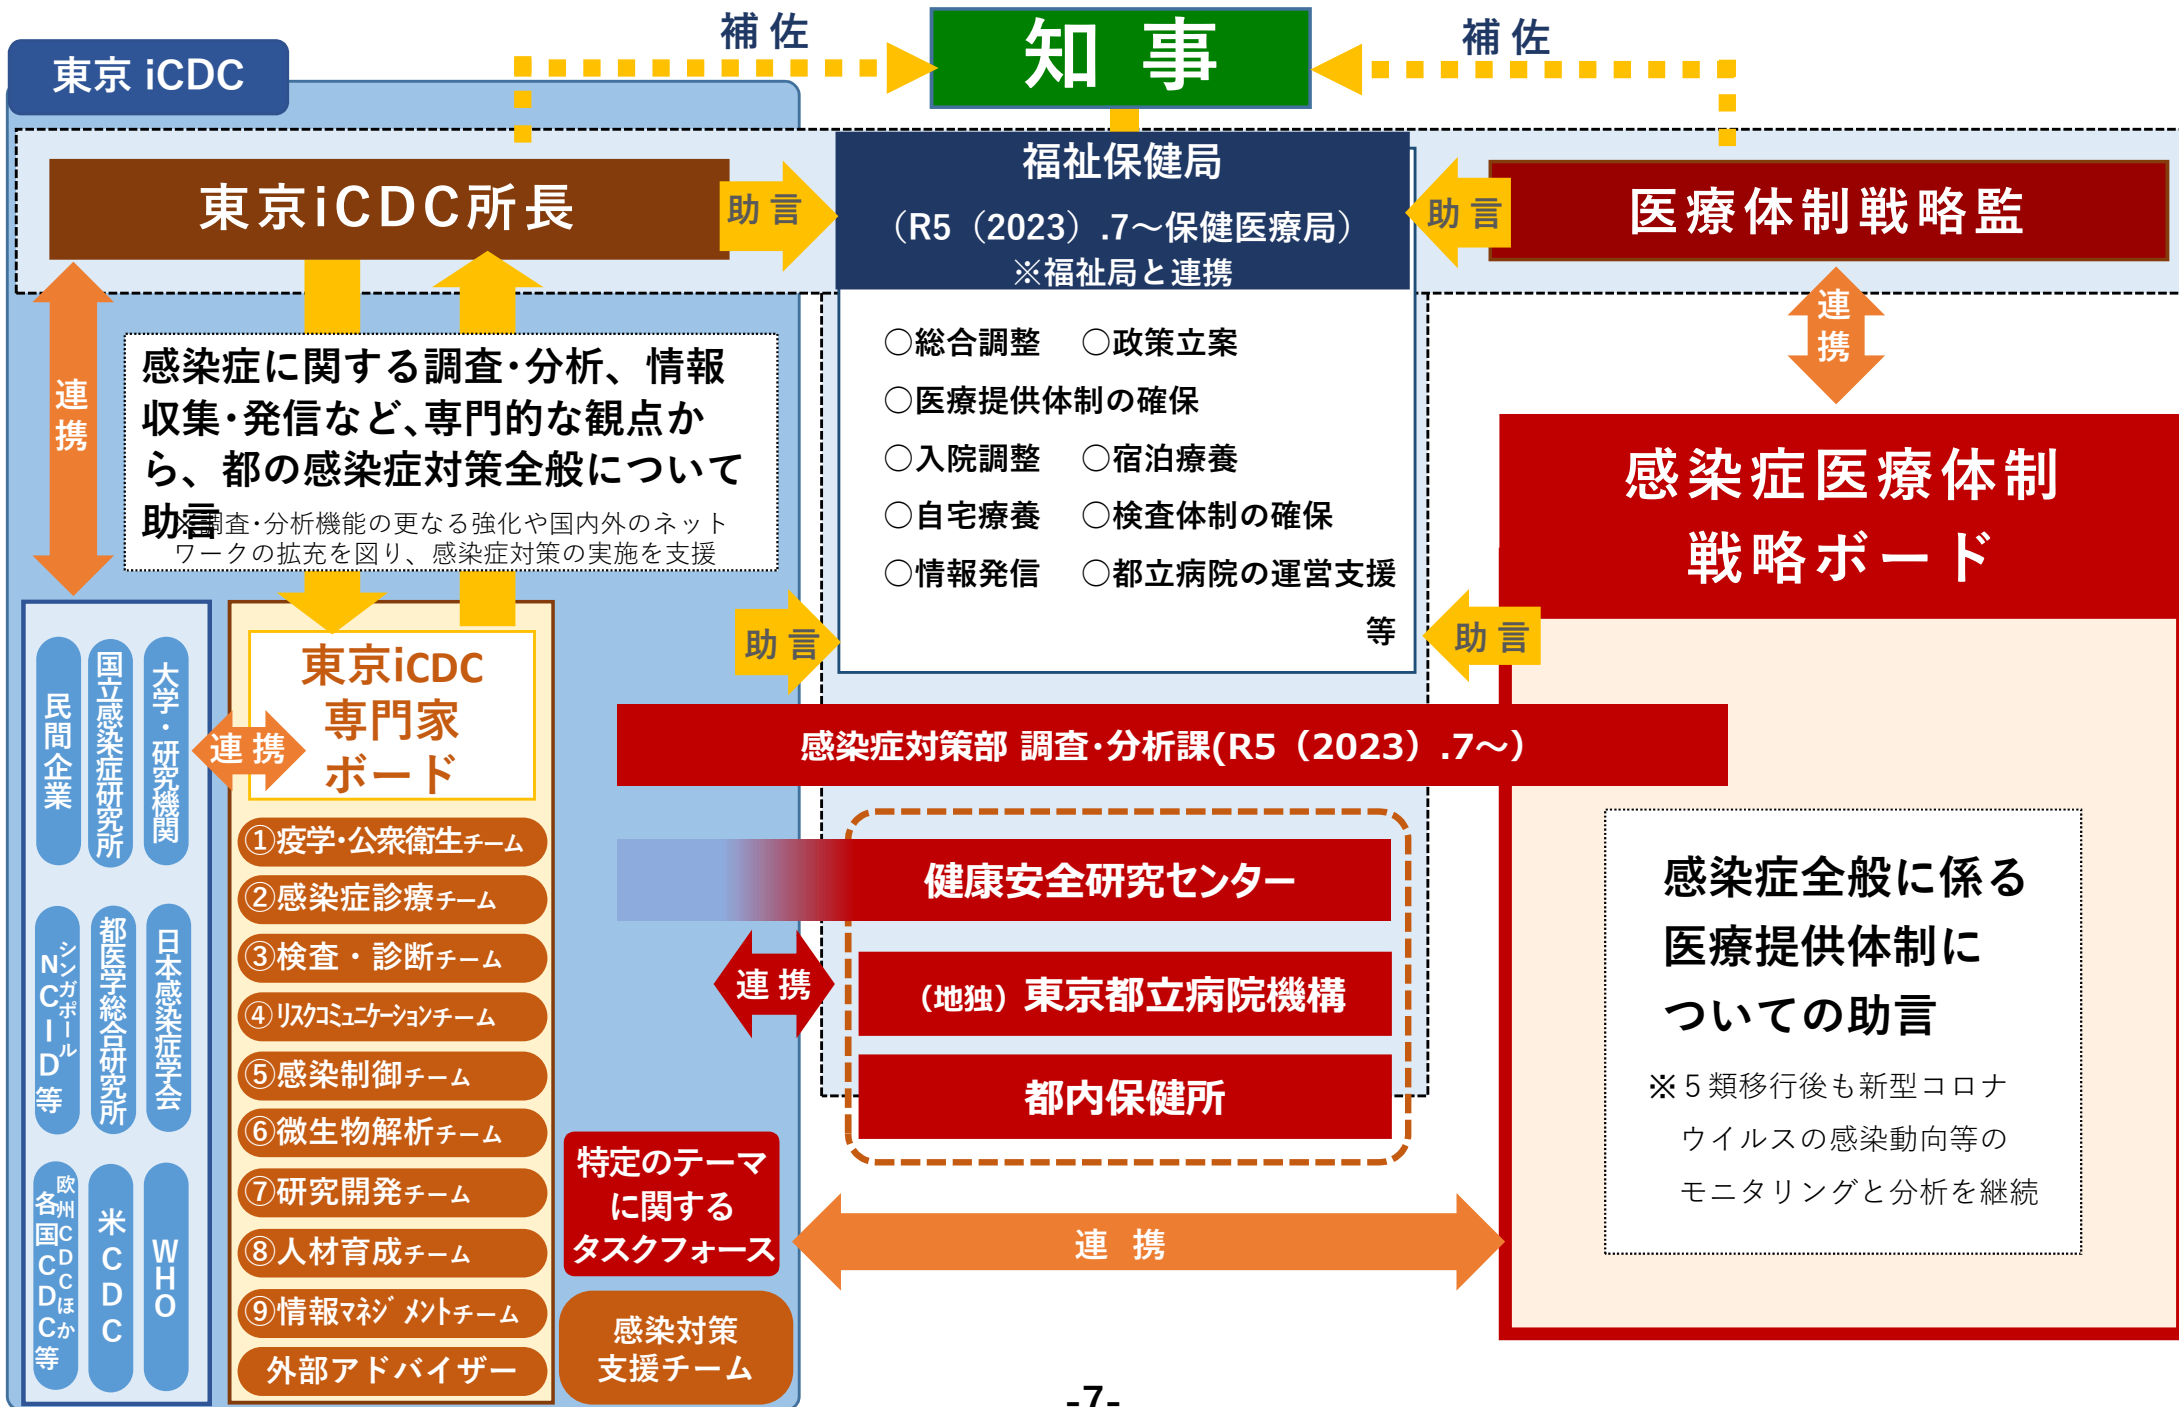 補佐
知事
補佐
東京 iCDC
東京iCDC所長
助言
福祉保健局
（R5（2023）.7～保健医療局）
※福祉局と連携
助言
医療体制戦略監
連携
感染症に関する調査･分析、情報
収集･発信など､専門的な観点か
ら、都の感染症対策全般について
助言
※調査･分析機能の更なる強化や国内外のネット
ワークの拡充を図り、感染症対策の実施を支援
○総合調整　○政策立案
○医療提供体制の確保
○入院調整　○宿泊療養
○自宅療養　○検査体制の確保
○情報発信　○都立病院の運営支援
等
連携
感染症医療体制
戦略ボード
助言
助言
民間企業
国立感染症研究所
大学・研究機関
連携
東京iCDC
専門家
ボード
感染症対策部 調査･分析課(R5（2023）.7～）
①疫学･公衆衛生チーム
②感染症診療チーム
③検査・診断チーム
④ﾘｽｸｺﾐｭﾆｹｰｼｮﾝチーム
⑤感染制御チーム
⑥微生物解析チーム
⑦研究開発チーム
⑧人材育成チーム
⑨情報ﾏﾈｼﾞﾒﾝﾄチーム
外部アドバイザー
シンガポール
NCID等
都医学総合研究所
日本感染症学会
欧州CDCほか
各国CDC等
米CDC
WHO
健康安全研究センター
連携
（地独）東京都立病院機構
都内保健所
特定のテーマ
に関する
タスクフォース
感染対策
支援チーム
連携
感染症全般に係る
医療提供体制に
ついての助言
※５類移行後も新型コロナ
ウイルスの感染動向等の
モニタリングと分析を継続
-7-